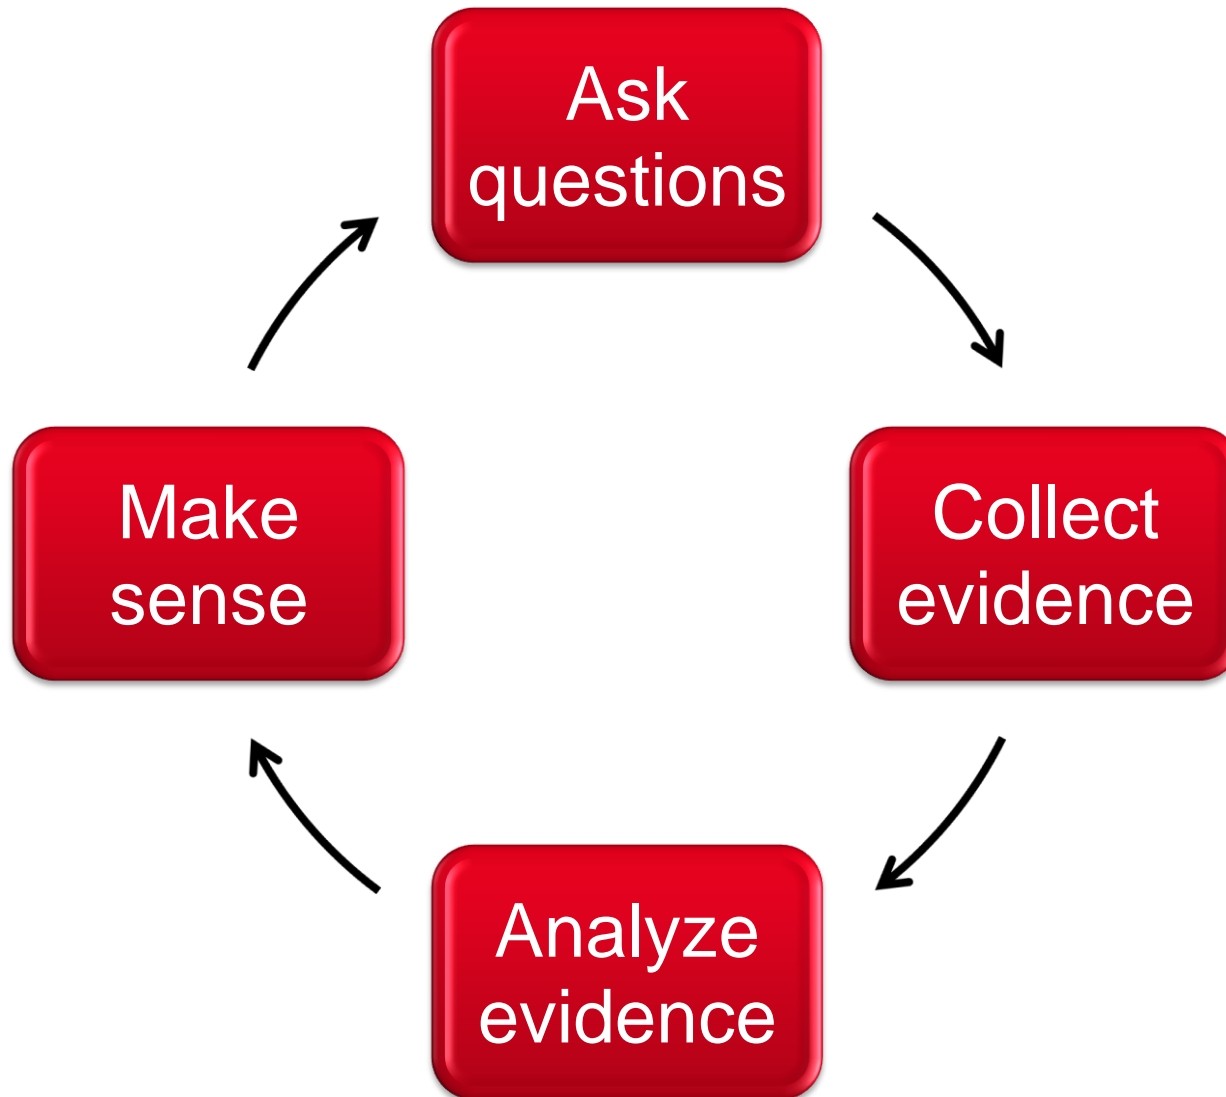 Ask
questions
Collect
evidence
Analyze
evidence
Make
sense